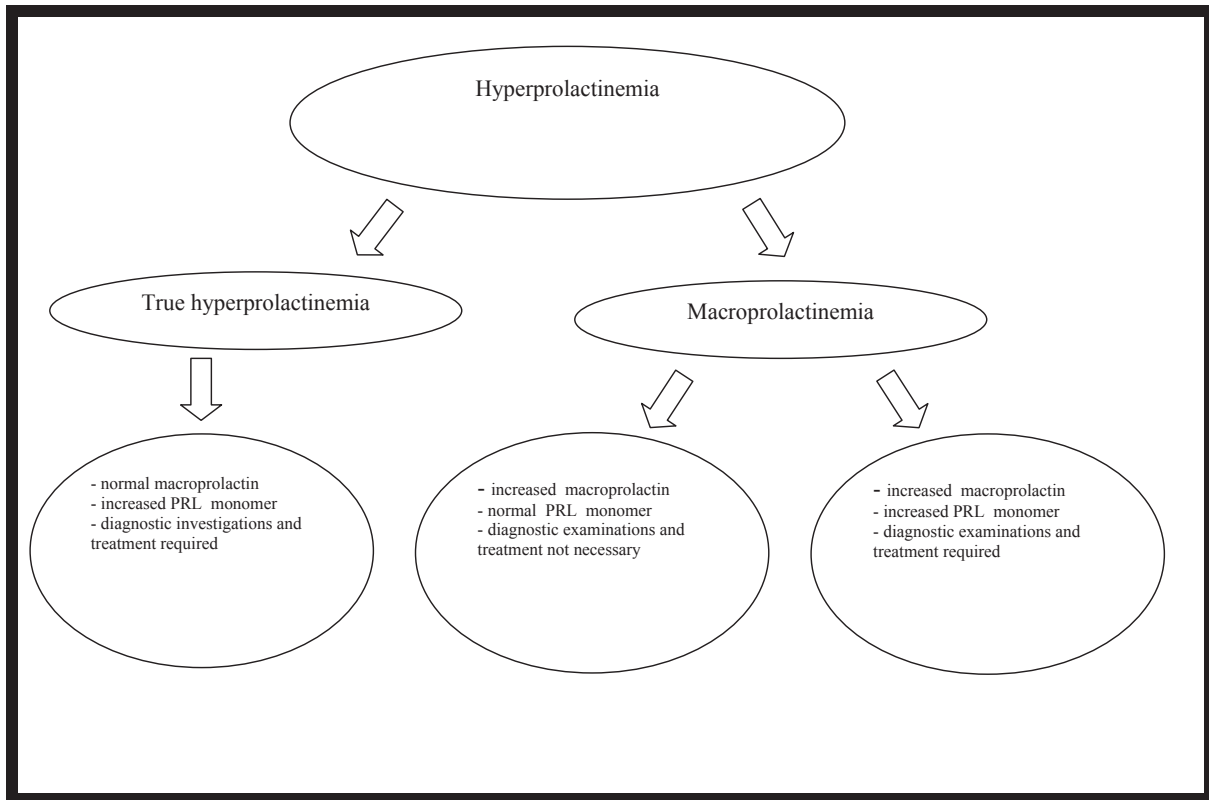 Hyperprolactinemia
True hyperprolactinemia
Macroprolactinemia
- normal macroprolactin
- increased PRL monomer
- diagnostic investigations and
treatment required
- increased macroprolactin
- normal PRL monomer
- diagnostic examinations and
treatment not necessary
- increased macroprolactin
- increased PRL monomer
- diagnostic examinations and
treatment required